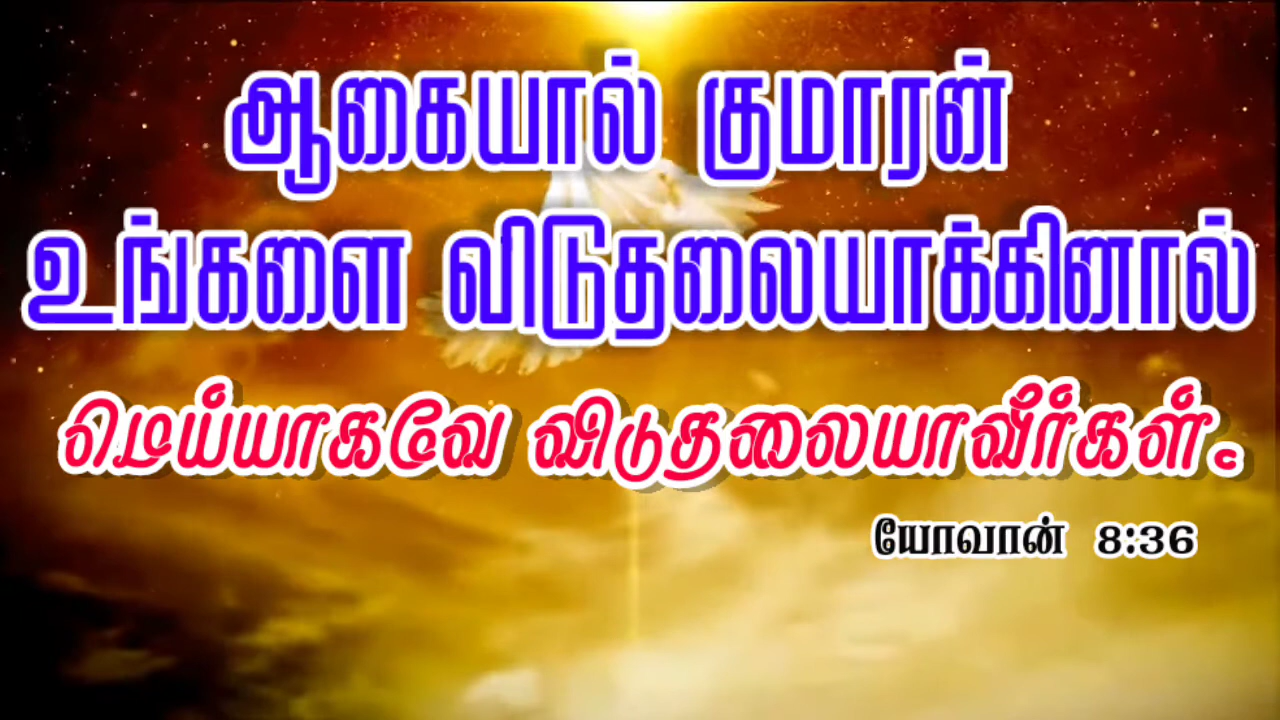 ஆகையால் குமாரன்
உங்களை விடுதலையாக்கினால்
மெய்யாகவே விடுதலையாவீர்கள்.
யோவான் 8:36